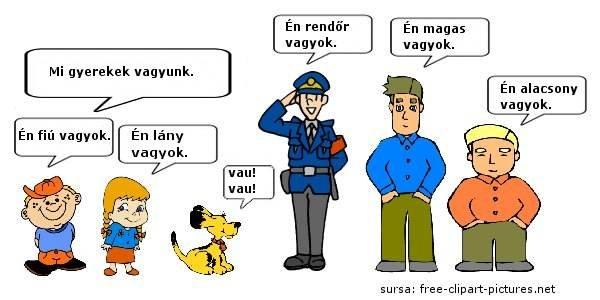 Mi gyerekek vagyunk.
Én fiú vagyok.
Én lány
vagyok.
vau!
vau!
Én rendőr
vagyok.
Én magas
vagyok.
Én alacsony
vagyok.
sursa: free-clipart-pictures.net